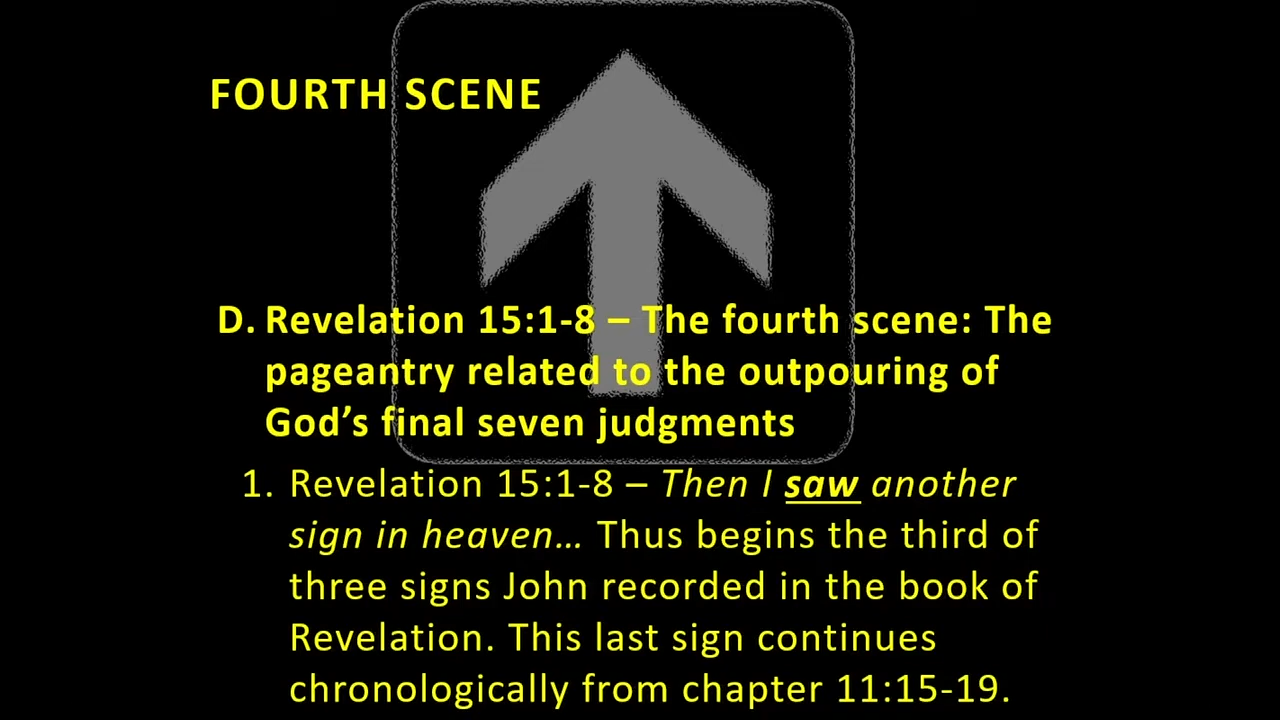 FOURTH SCENE
D. Revelation 15:1-8 – The fourth scene: The
pageantry related to the outpouring of
God’s final seven judgments
1. Revelation 15:1-8 – Then I saw another
sign in heaven… Thus begins the third of
three signs John recorded in the book of
Revelation. This last sign continues
chronologically from chapter 11:15-19.